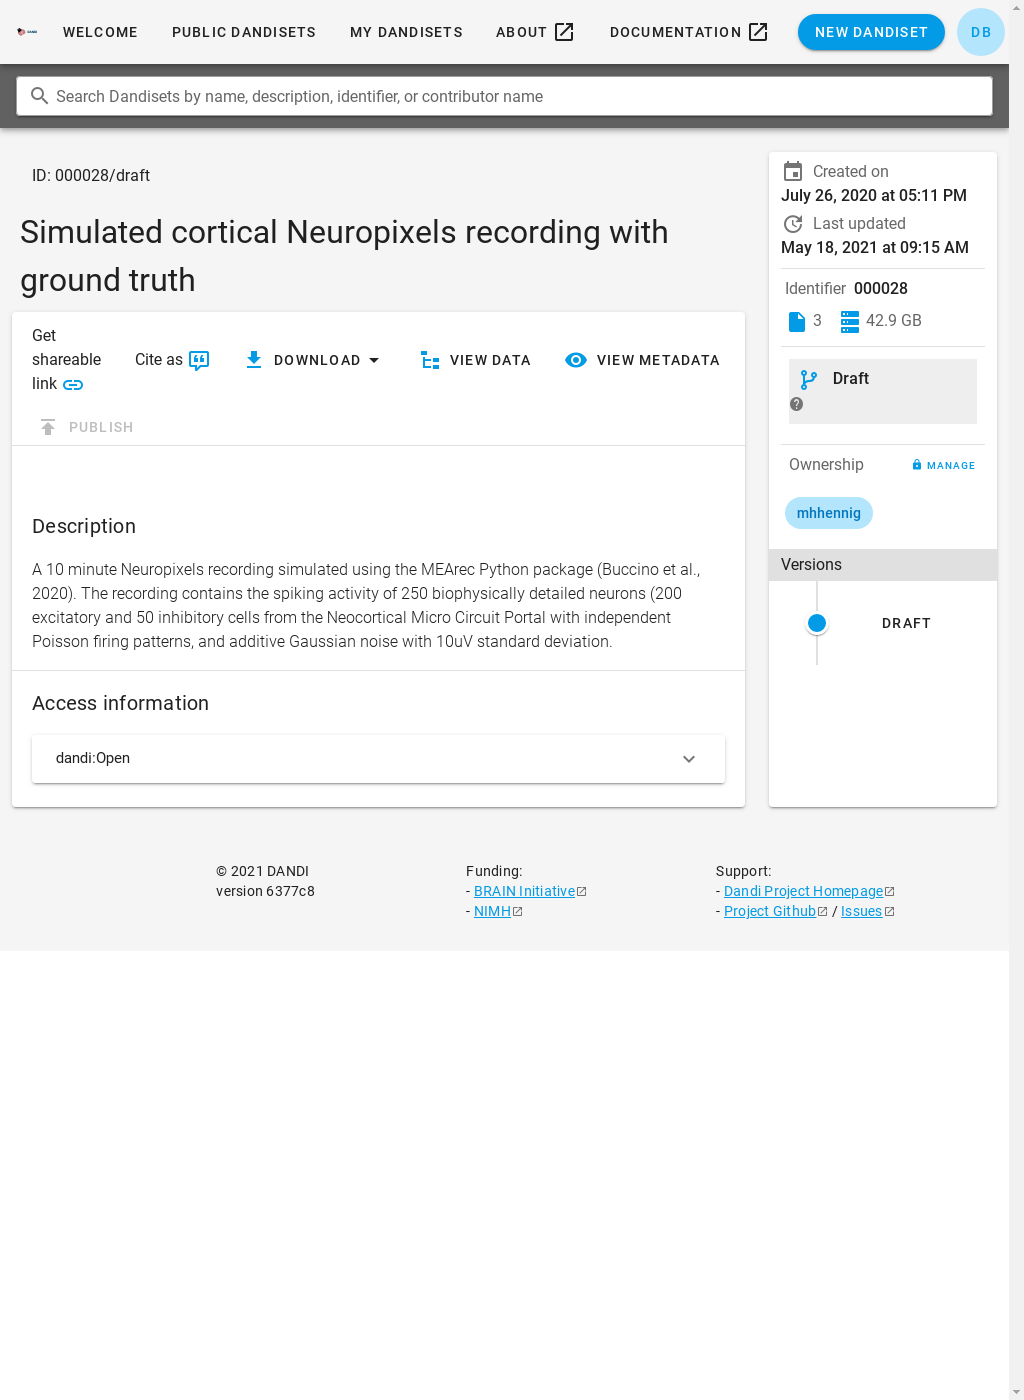 DANDI
WELCOME
PUBLIC DANDISETS
MY DANDISETS
ABOUT
DOCUMENTATION
NEW DANDISET
DB
Search Dandisets by name, description, identifier, or contributor name
ID: 000028/draft
Simulated cortical Neuropixels recording with
ground truth
Get
shareable
link
Cite as
DOWNLOAD
VIEW DATA
VIEW METADATA
PUBLISH
Description
A 10 minute Neuropixels recording simulated using the MEArec Python package (Buccino et al.,
2020). The recording contains the spiking activity of 250 biophysically detailed neurons (200
excitatory and 50 inhibitory cells from the Neocortical Micro Circuit Portal with independent
Poisson firing patterns, and additive Gaussian noise with 10uV standard deviation.
Access information
dandi:Open
Created on
July 26, 2020 at 05:11 PM
Last updated
May 18, 2021 at 09:15 AM
Identifier 000028
3 42.9 GB
Draft
Ownership
MANAGE
mhhennig
Versions
DRAFT
© 2021 DANDI
version 6377c8
Funding:
- BRAIN Initiative
- NIMH
Support:
- Dandi Project Homepage
- Project Github / Issues